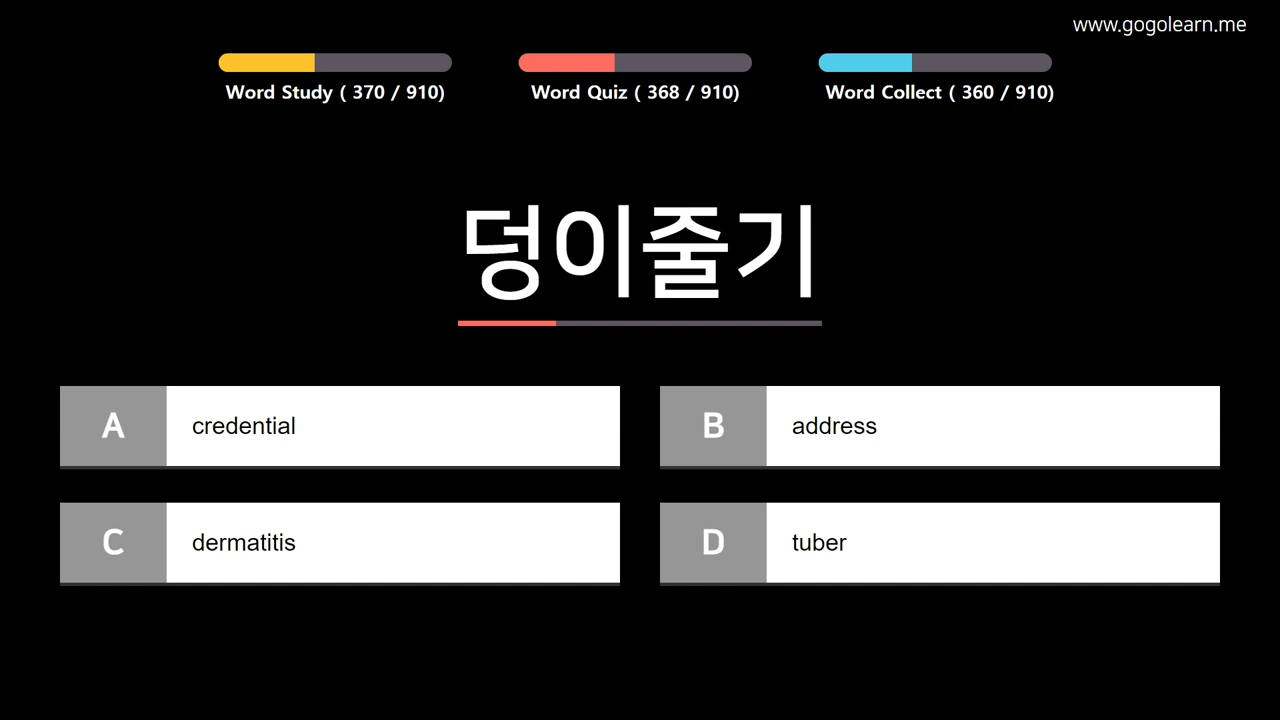 www.gogolearn.me
Word Study ( 370 / 910)
Word Quiz ( 368 / 910)
Word Collect ( 360 / 910)
덩이줄기
A credential
B address
C dermatitis
D tuber